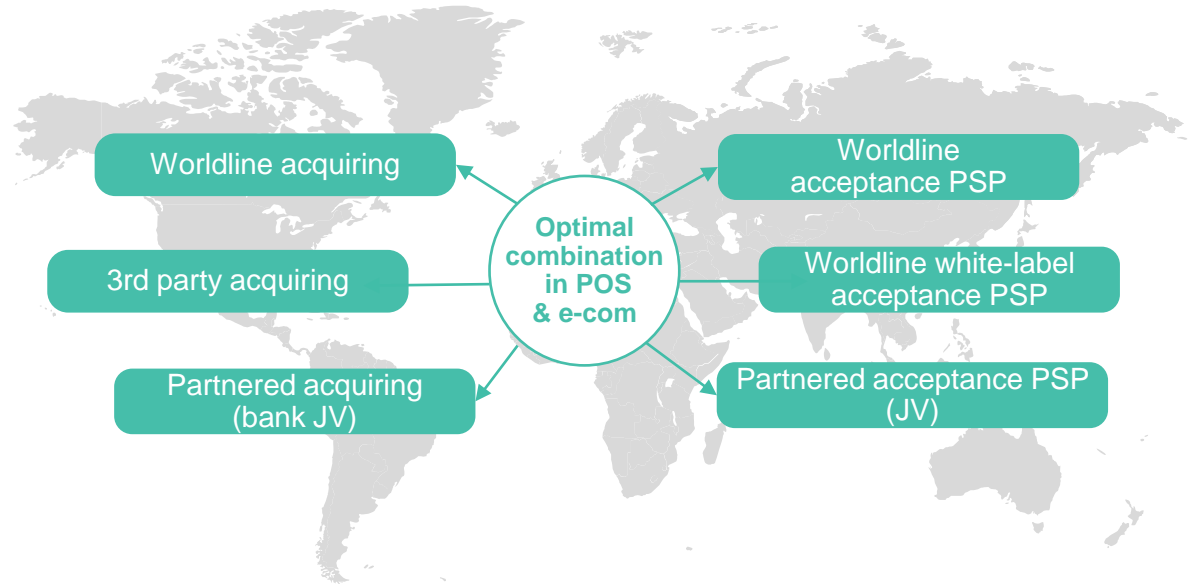 Worldline acquiring
3rd party acquiring
Partnered acquiring
(bank JV)
Optimal
combination
in POS
& e-com
Worldline
acceptance PSP
Worldline white-label
acceptance PSP
Partnered acceptance PSP
(JV)